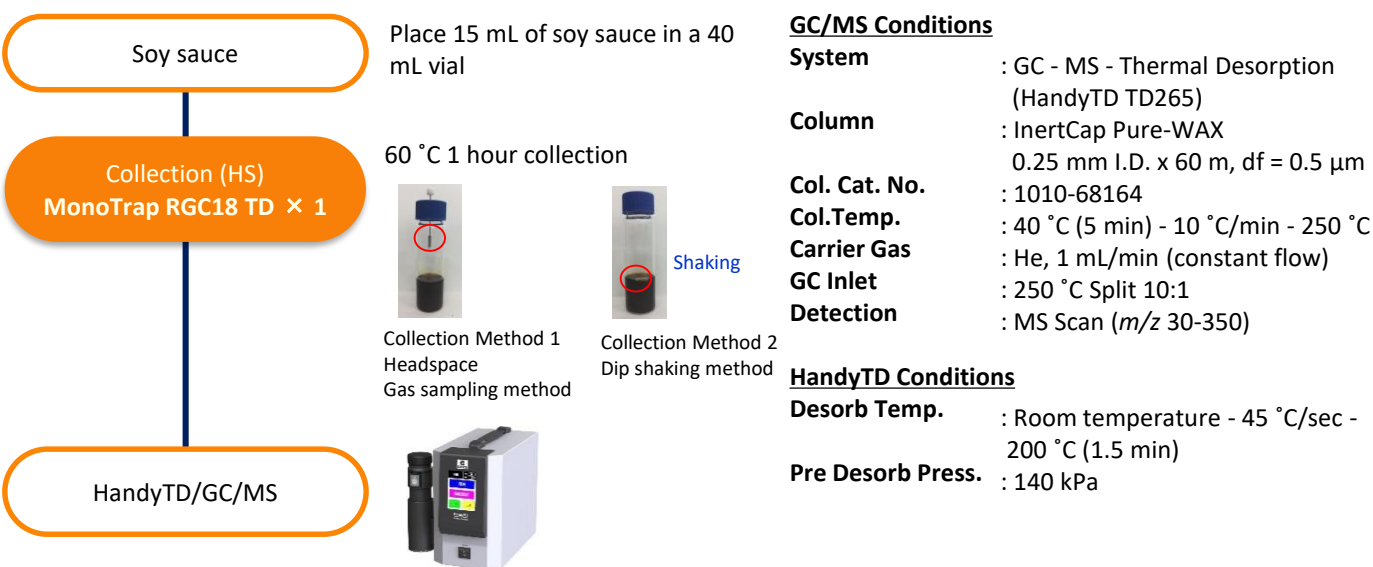 Soy sauce
Place 15 mL of soy sauce in a 40
mL vial
Collection (HS)
MonoTrap RGC18 TD × 1
60 ˚C 1 hour collection
Shaking
Collection Method 1
Headspace
Gas sampling method
Collection Method 2
Dip shaking method
HandyTD/GC/MS
GC/MS Conditions
System : GC - MS - Thermal Desorption
(HandyTD TD265)
Column : InertCap Pure-WAX
0.25 mm I.D. x 60 m, df = 0.5 μm
Col. Cat. No. : 1010-68164
Col.Temp. : 40 ˚C (5 min) - 10 ˚C/min - 250 ˚C
Carrier Gas : He, 1 mL/min (constant flow)
GC Inlet : 250 ˚C Split 10:1
Detection : MS Scan (m/z 30-350)
HandyTD Conditions
Desorb Temp. : Room temperature - 45 ˚C/sec -
200 ˚C (1.5 min)
Pre Desorb Press. : 140 kPa